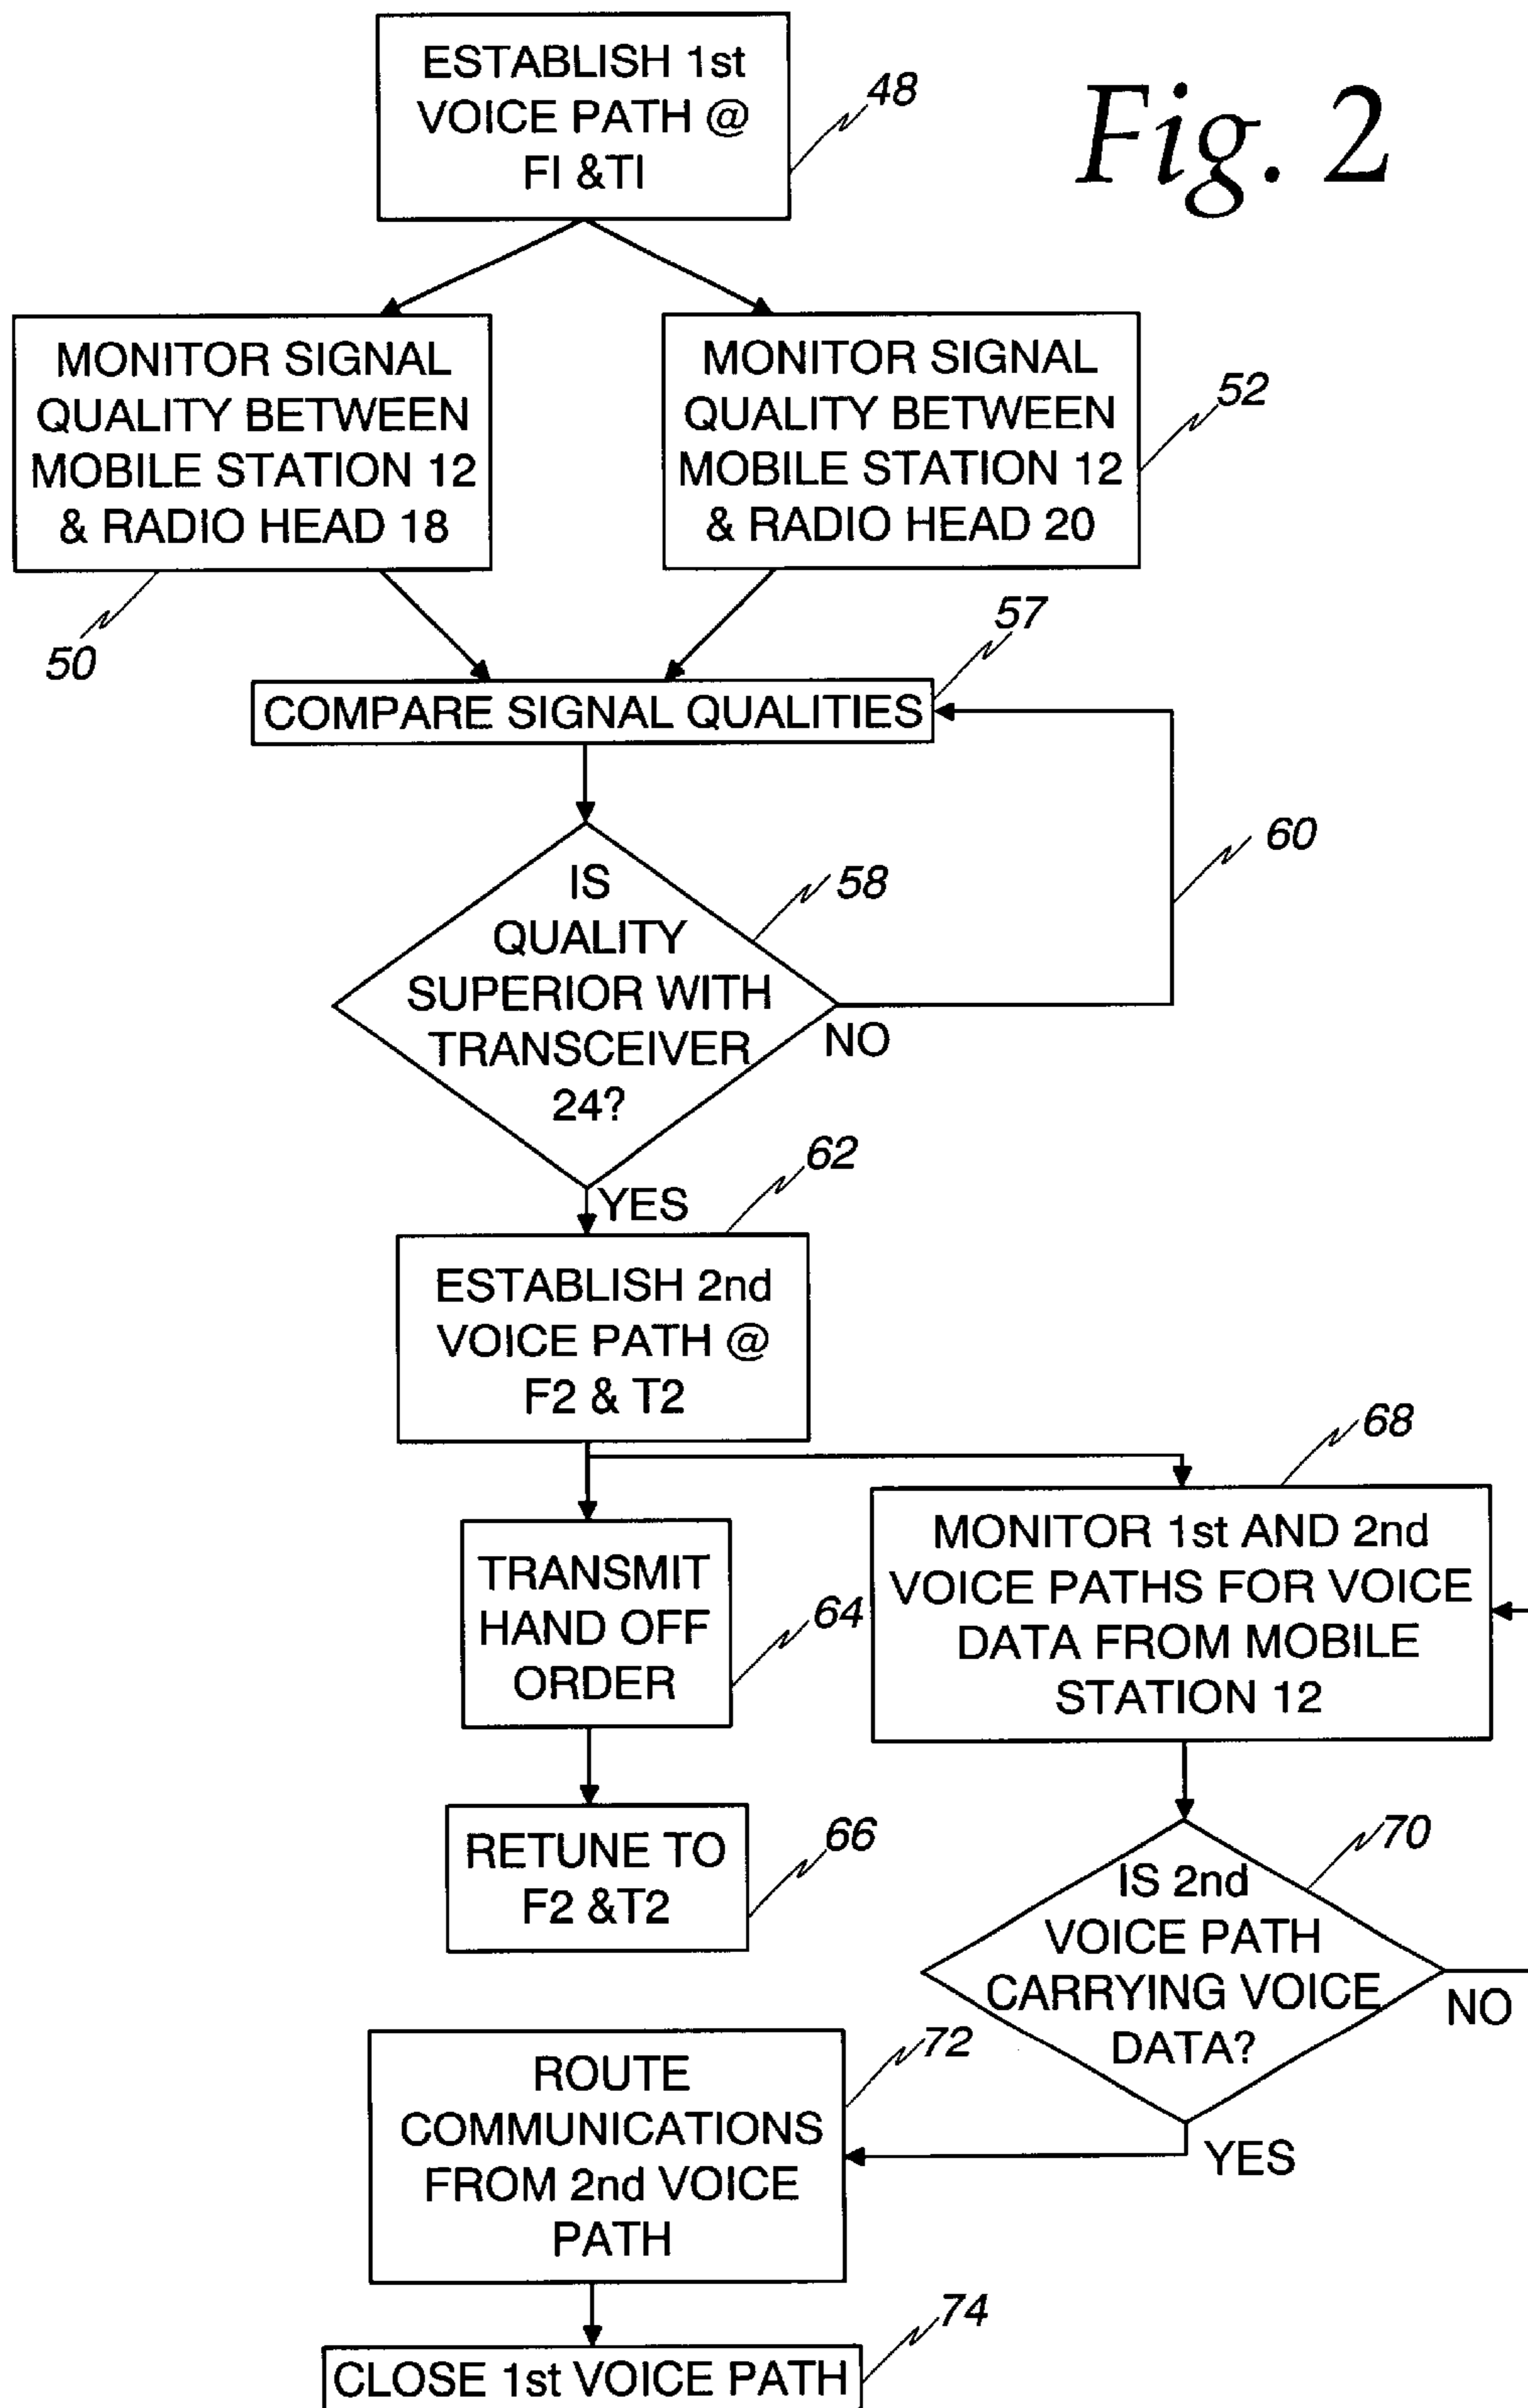 Fig. 2
ESTABLISH 1st
VOICE PATH @
FI &TI
48
MONITOR SIGNAL
QUALITY BETWEEN
MOBILE STATION 12
& RADIO HEAD 18
50
MONITOR SIGNAL
QUALITY BETWEEN
MOBILE STATION 12
& RADIO HEAD 20
52
57
COMPARE SIGNAL QUALITIES
IS
QUALITY
SUPERIOR WITH
TRANSCEIVER
24?
58
NO
60
YES
62
ESTABLISH 2nd
VOICE PATH @
F2 & T2
TRANSMIT
HAND OFF
ORDER
64
RETUNE TO
F2 &T2
66
68
MONITOR 1st AND 2nd
VOICE PATHS FOR VOICE
DATA FROM MOBILE
STATION 12
IS 2nd
VOICE PATH
CARRYING VOICE
DATA?
70
NO
YES
ROUTE
COMMUNICATIONS
FROM 2nd VOICE
PATH
72
CLOSE 1st VOICE PATH
74